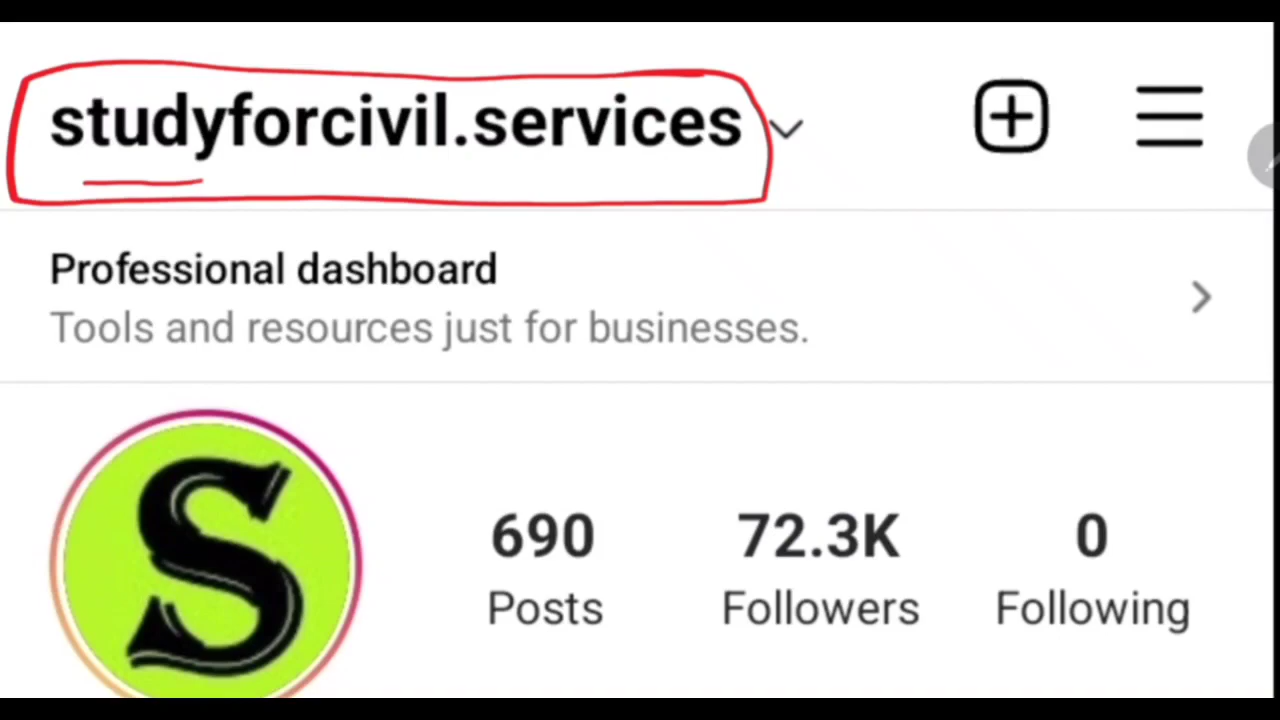 studyforcivil.services
Professional dashboard
Tools and resources just for businesses.
S
690 72.3K 0
Posts Followers Following